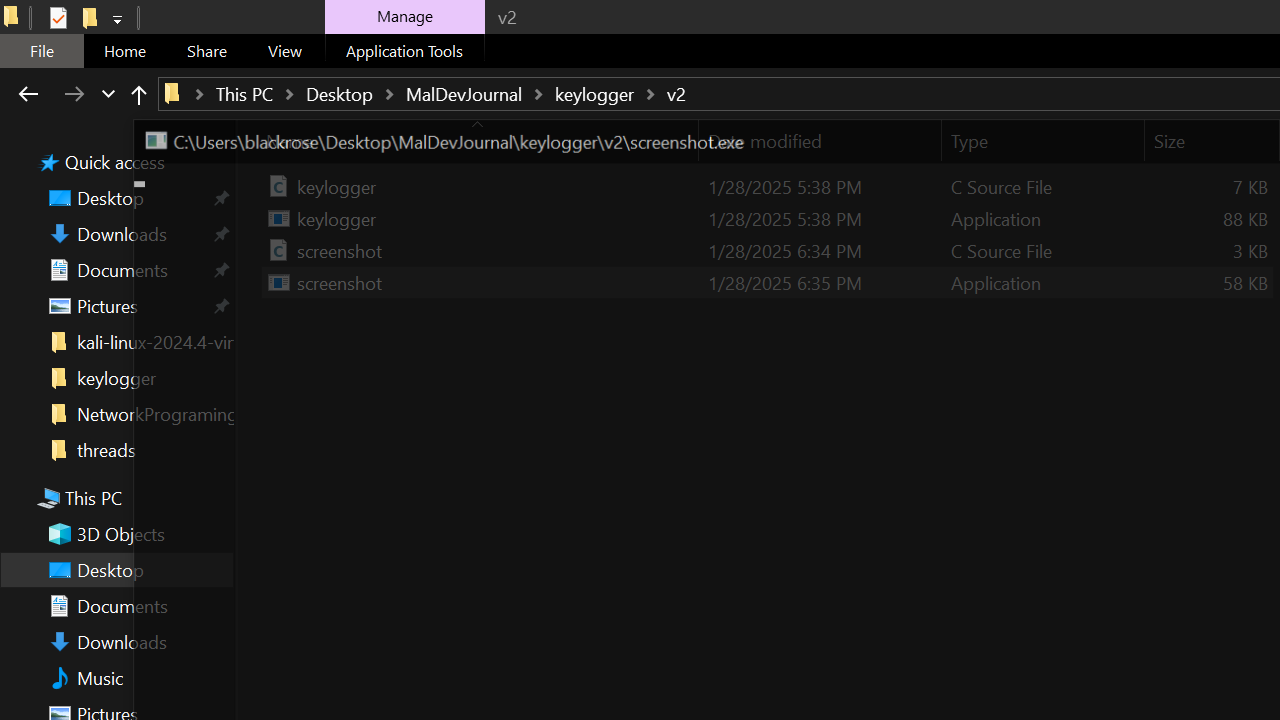 Manage v2
File Home Share View Application Tools
This PC Desktop MalDevJournal keylogger v2
C:\Users\blackrose\Desktop\MalDevJournal\keylogger\v2\screenshot.exe
Name Date modified Type Size
Quick access
keylogger 1/28/2025 5:38 PM C Source File 7 KB
Desktop
keylogger 1/28/2025 5:38 PM Application 88 KB
Downloads
screenshot 1/28/2025 6:34 PM C Source File 3 KB
Documents
screenshot 1/28/2025 6:35 PM Application 58 KB
Pictures
kali-linux-2024.4-vir
keylogger
NetworkPrograming
threads
This PC
3D Objects
Desktop
Documents
Downloads
Music
Pictures